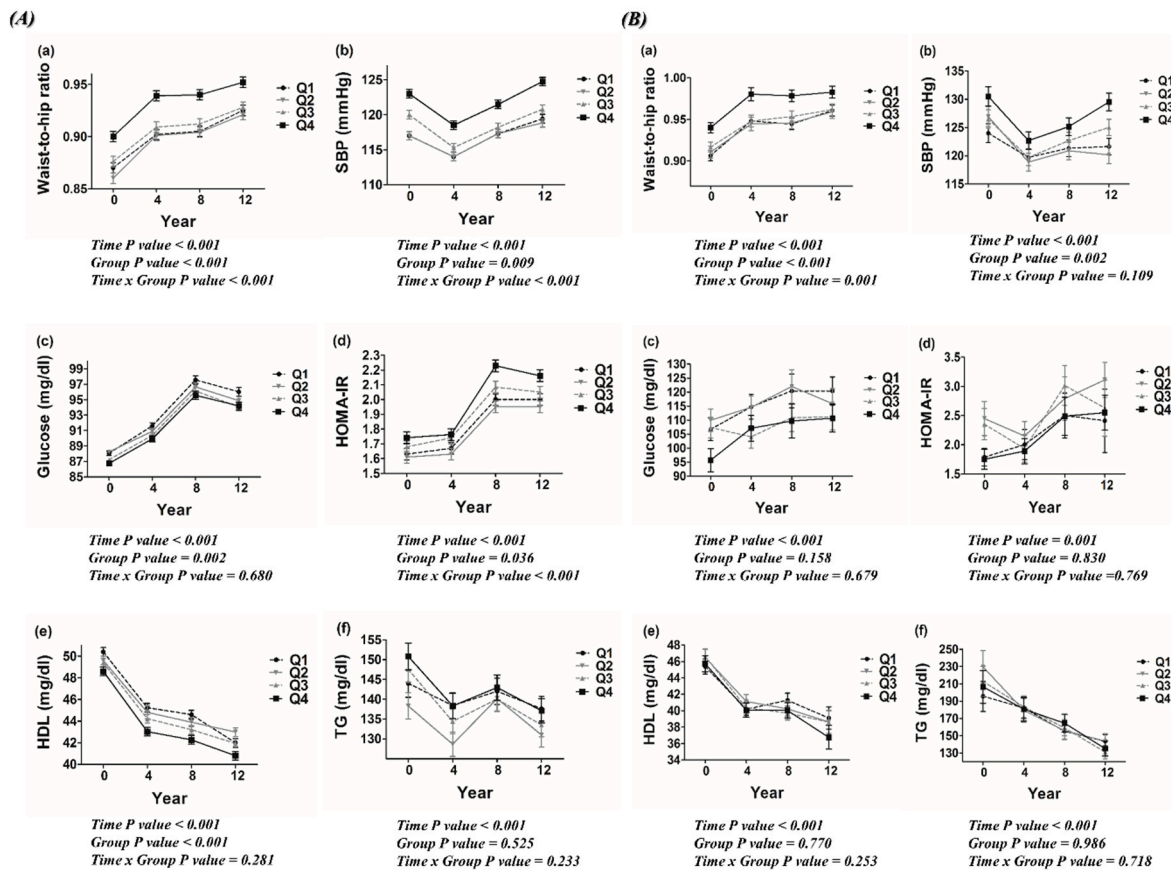 (A)
(B)
(a)
Waist-to-hip ratio
0.95
0.90
0.85
0 4 8 12
Year
Q1
Q2
Q3
Q4
Time P value < 0.001
Group P value < 0.001
Time x Group P value < 0.001
(b)
SBP (mmHg)
125
120
115
110
0 4 8 12
Year
Q1
Q2
Q3
Q4
Time P value < 0.001
Group P value = 0.009
Time x Group P value < 0.001
(a)
Waist-to-hip ratio
1.00
0.95
0.90
0 4 8 12
Year
Q1
Q2
Q3
Q4
Time P value < 0.001
Group P value < 0.001
Time x Group P value = 0.001
(b)
SBP (mmHg)
135
130
125
120
115
0 4 8 12
Year
Q1
Q2
Q3
Q4
Time P value < 0.001
Group P value = 0.002
Time x Group P value = 0.109
(c)
Glucose (mg/dl)
99
97
95
93
91
89
87
85
0 4 8 12
Year
Q1
Q2
Q3
Q4
Time P value < 0.001
Group P value = 0.002
Time x Group P value = 0.680
(d)
HOMA-IR
2.3
2.2
2.1
2.0
1.9
1.8
1.7
1.6
1.5
0 4 8 12
Year
Q1
Q2
Q3
Q4
Time P value < 0.001
Group P value = 0.036
Time x Group P value < 0.001
(c)
Glucose (mg/dl)
130
125
120
115
110
105
100
95
90
0 4 8 12
Year
Q1
Q2
Q3
Q4
Time P value < 0.001
Group P value = 0.158
Time x Group P value = 0.679
(d)
HOMA-IR
3.5
3.0
2.5
2.0
1.5
0 4 8 12
Year
Q1
Q2
Q3
Q4
Time P value = 0.001
Group P value = 0.830
Time x Group P value =0.769
(e)
HDL (mg/dl)
50
48
46
44
42
40
0 4 8 12
Year
Q1
Q2
Q3
Q4
Time P value < 0.001
Group P value < 0.001
Time x Group P value = 0.281
(f)
TG (mg/dl)
155
150
145
140
135
130
0 4 8 12
Year
Q1
Q2
Q3
Q4
Time P value < 0.001
Group P value = 0.525
Time x Group P value = 0.233
(e)
HDL (mg/dl)
48
46
44
42
40
38
36
34
0 4 8 12
Year
Q1
Q2
Q3
Q4
Time P value < 0.001
Group P value = 0.770
Time x Group P value = 0.253
(f)
TG (mg/dl)
250
230
210
190
170
150
130
0 4 8 12
Year
Q1
Q2
Q3
Q4
Time P value < 0.001
Group P value = 0.986
Time x Group P value = 0.718